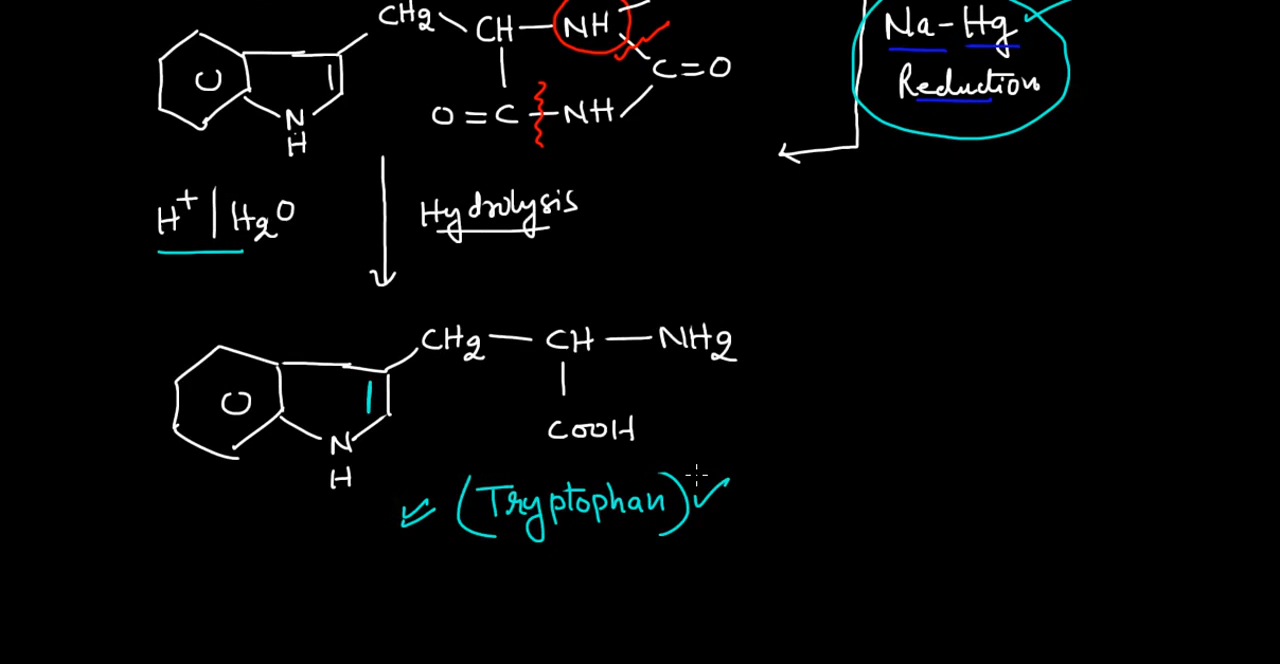 CH2 CH—NH
C=O
O=C—NH
N
H
Na-Hg
Reduction
H+ | H2O
Hydrolysis
CH2—CH—NH2
COOH
N
H
(Tryptophan)